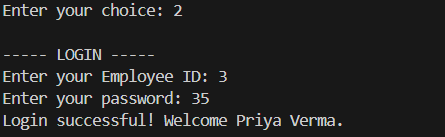 Enter your choice: 2
----- LOGIN -----
Enter your Employee ID: 3
Enter your password: 35
Login successful! Welcome Priya Verma.